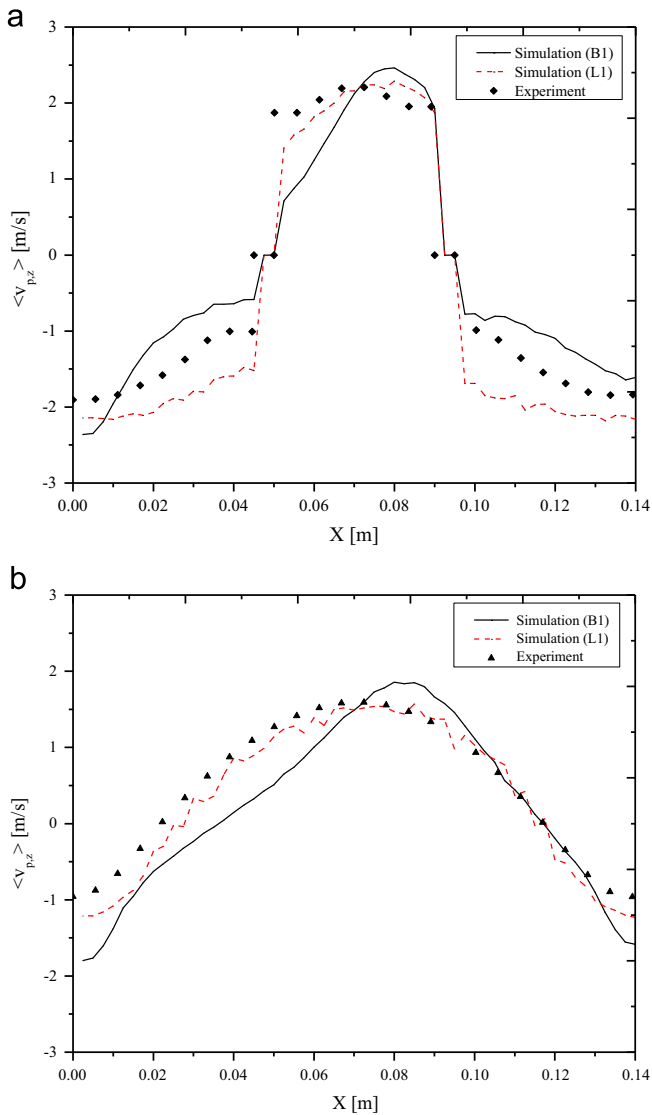 a
3
2
1
0
-1
-2
-3
<v_{p,z}> [m/s]
Simulation (B1)
Simulation (L1)
Experiment
0.00 0.02 0.04 0.06 0.08 0.10 0.12 0.14
X [m]
b
3
2
1
0
-1
-2
-3
<v_{p,z}> [m/s]
Simulation (B1)
Simulation (L1)
Experiment
0.00 0.02 0.04 0.06 0.08 0.10 0.12 0.14
X [m]